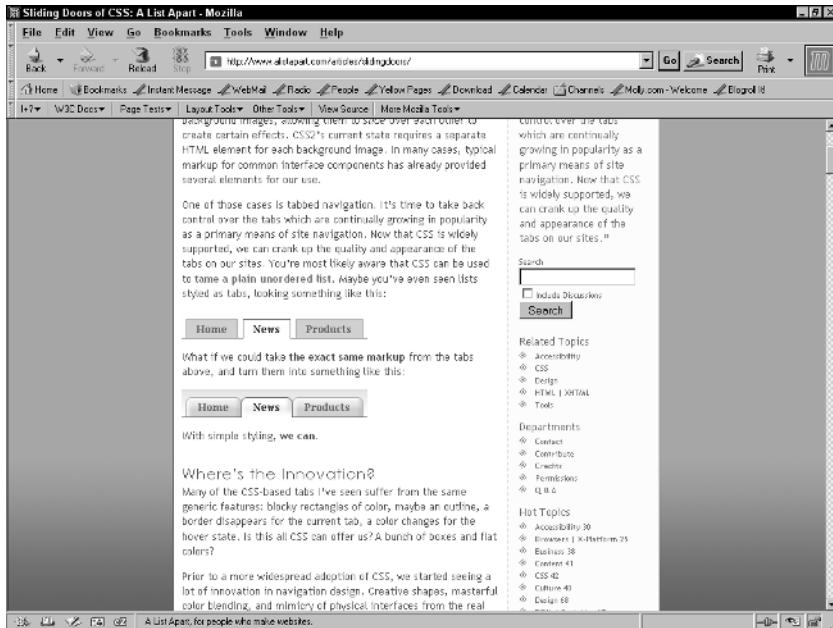 Sliding Doors of CSS: A List Apart - Mozilla
File Edit View Go Bookmarks Tools Window Help
Back Forward Reload Stop http://www.alistapart.com/articles/slidingdoors/ Go Search Print
Home Bookmarks Instant Message WebMail Radio People Yellow Pages Download Calendar Channels Molly.com - Welcome Blogroll It!
W3C Docs Page Tests Layout Tools Other Tools View Source More Mozilla Tools
background images, allowing them to slide over each other to
create certain effects. CSS2's current state requires a separate
HTML element for each background image. In many cases, typical
markup for common interface components has already provided
several elements for our use.
One of those cases is tabbed navigation. It's time to take back
control over the tabs which are continually growing in popularity
as a primary means of site navigation. Now that CSS is widely
supported, we can crank up the quality and appearance of the
tabs on our sites. You're most likely aware that CSS can be used
to tame a plain unordered list. Maybe you've even seen lists
styled as tabs, looking something like this:
Home News Products
What if we could take the exact same markup from the tabs
above, and turn them into something like this:
Home News Products
With simple styling, we can.
Where's the Innovation?
Many of the CSS-based tabs I've seen suffer from the same
generic features: blocky rectangles of color, maybe an outline, a
border disappears for the current tab, a color changes for the
hover state. Is this all CSS can offer us? A bunch of boxes and flat
colors?
Prior to a more widespread adoption of CSS, we started seeing a
lot of innovation in navigation design. Creative shapes, masterful
color blending, and mimicry of physical interfaces from the real
control over the tabs
which are continually
growing in popularity as a
primary means of site
navigation. Now that CSS
is widely supported, we
can crank up the quality
and appearance of the
tabs on our sites."
Search
Include Discussions
Search
Related Topics
Accessibility
CSS
Design
HTML | XHTML
Tools
Departments
Contact
Contribute
Credits
Permissions
Q & A
Hot Topics
Accessibility 30
Browsers | X-Platform 25
Business 38
Content 41
CSS 42
Culture 43
Design 68
A List Apart, for people who make websites.